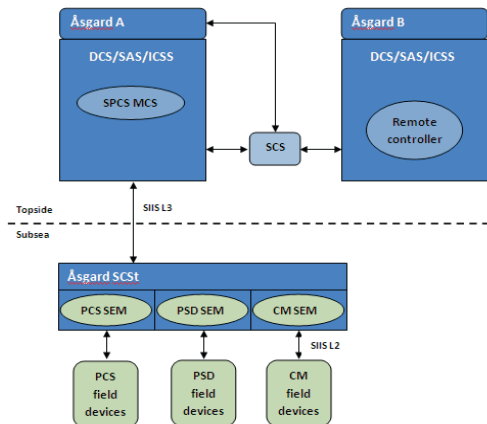 Åsgard A
Åsgard B
DCS/SAS/ICSS
DCS/SAS/ICSS
SPCS MCS
Remote
controller
SCS
SIIS L3
Topside
Subsea
Åsgard SCSt
PCS SEM
PSD SEM
CM SEM
SIIS L2
PCS
field
devices
PSD
field
devices
CM
field
devices